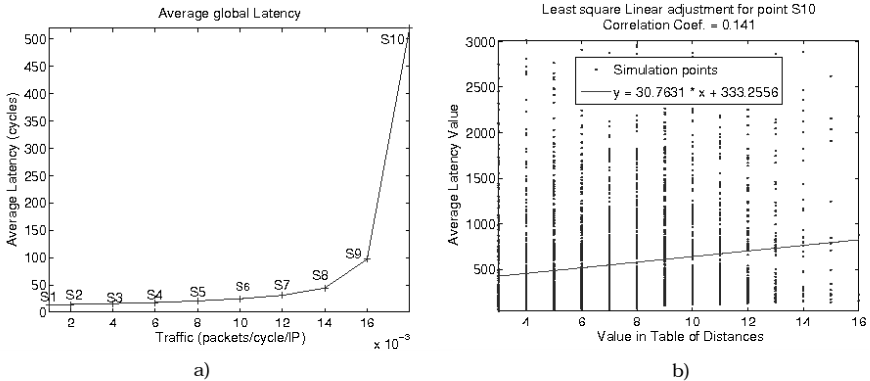 Average global Latency
500
450
400
350
300
250
200
150
100
50
0
Average Latency (cycles)
S1
S2
S3
S4
S5
S6
S7
S8
S9
S10
2
4
6
8
10
12
14
16
Traffic (packets/cycle/IP)
x 10⁻³
a)
Least square Linear adjustment for point S10
Correlation Coef. = 0.141
3000
2500
2000
1500
1000
500
Average Latency Value
Simulation points
y = 30.7631 * x + 333.2556
4
6
8
10
12
14
16
Value in Table of Distances
b)